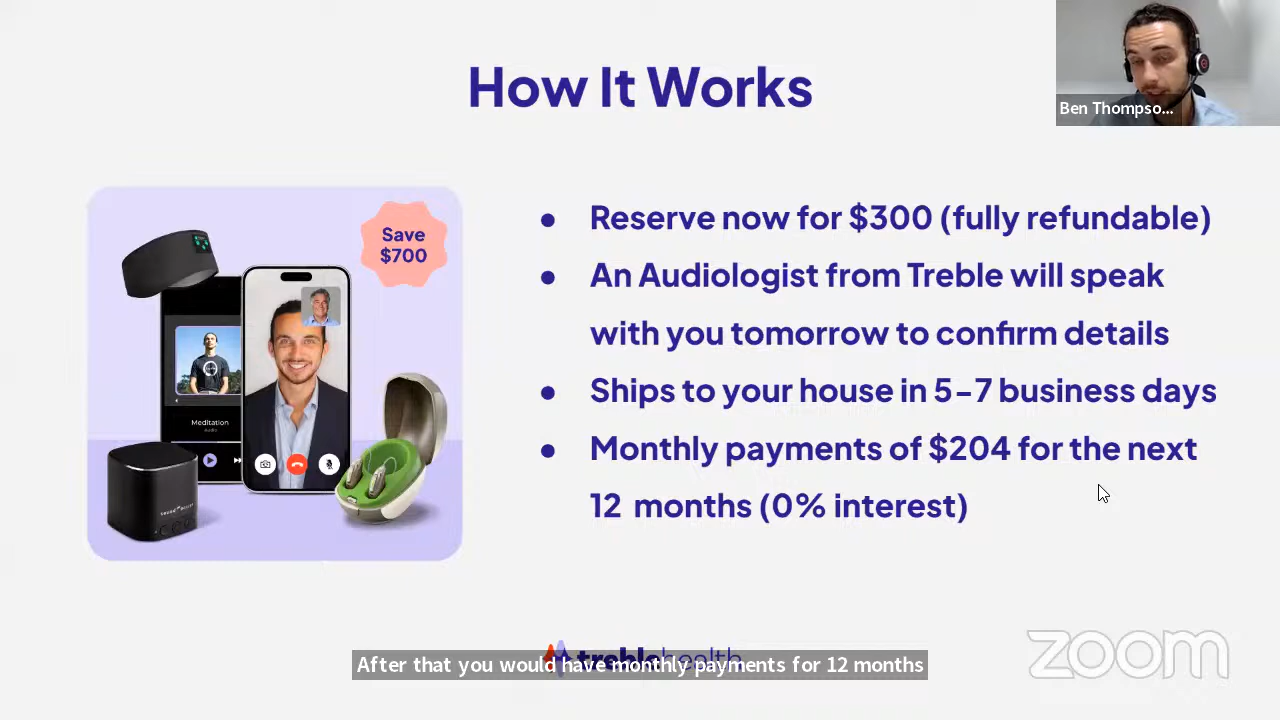 How It Works
Ben Thompso...
Save
$700
Meditation
Reserve now for $300 (fully refundable)
An Audiologist from Treble will speak
with you tomorrow to confirm details
Ships to your house in 5-7 business days
Monthly payments of $204 for the next
12 months (0% interest)
treblehealth
After that you would have monthly payments for 12 months
zoom